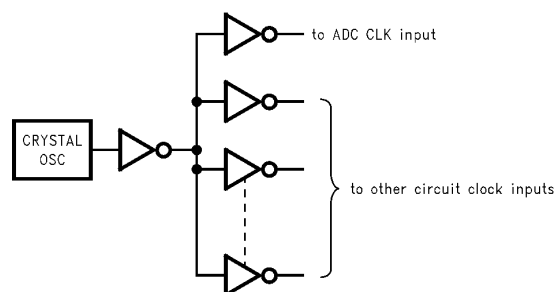 to ADC CLK input
CRYSTAL
OSC
to other circuit clock inputs